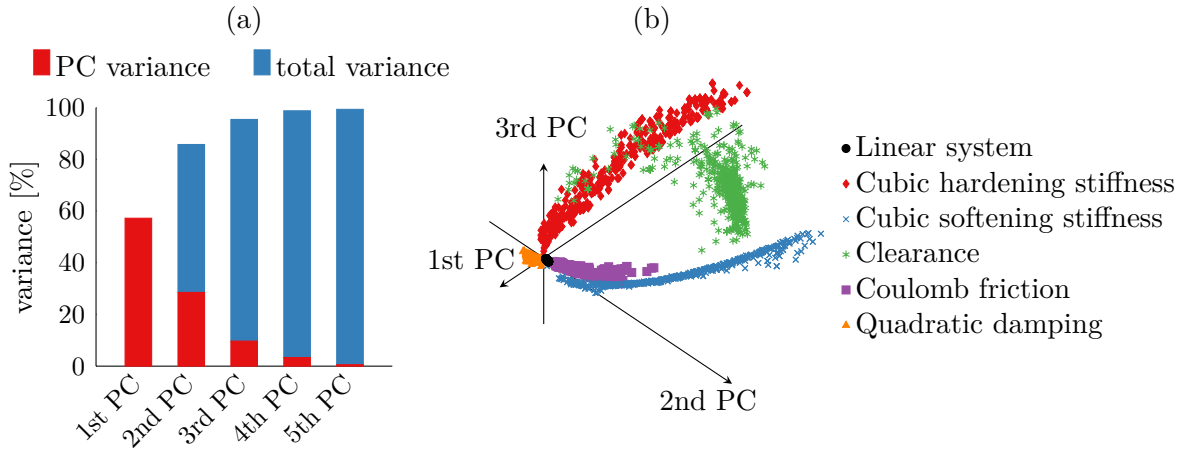 (a)
PC variance
total variance
variance [%]
100
80
60
40
20
0
1st PC
2nd PC
3rd PC
4th PC
5th PC
(b)
3rd PC
1st PC
2nd PC
Linear system
Cubic hardening stiffness
Cubic softening stiffness
Clearance
Coulomb friction
Quadratic damping